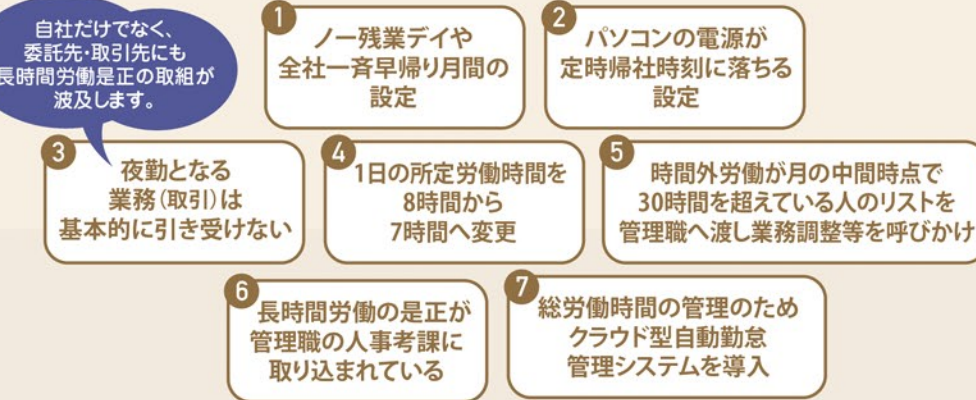 自社だけでなく、
委託先・取引先にも
長時間労働是正の取組が
波及します。
1
ノー残業デイや
全社一斉早帰り月間の
設定
2
パソコンの電源が
定時帰社時刻に落ちる
設定
3
夜勤となる
業務(取引)は
基本的に引き受けない
4
1日の所定労働時間を
8時間から
7時間へ変更
5
時間外労働が月の中間時点で
30時間を超えている人のリストを
管理職へ渡し業務調整等を呼びかけ
6
長時間労働の是正が
管理職の人事考課に
取り込まれている
7
総労働時間の管理のため
クラウド型自動勤怠
管理システムを導入